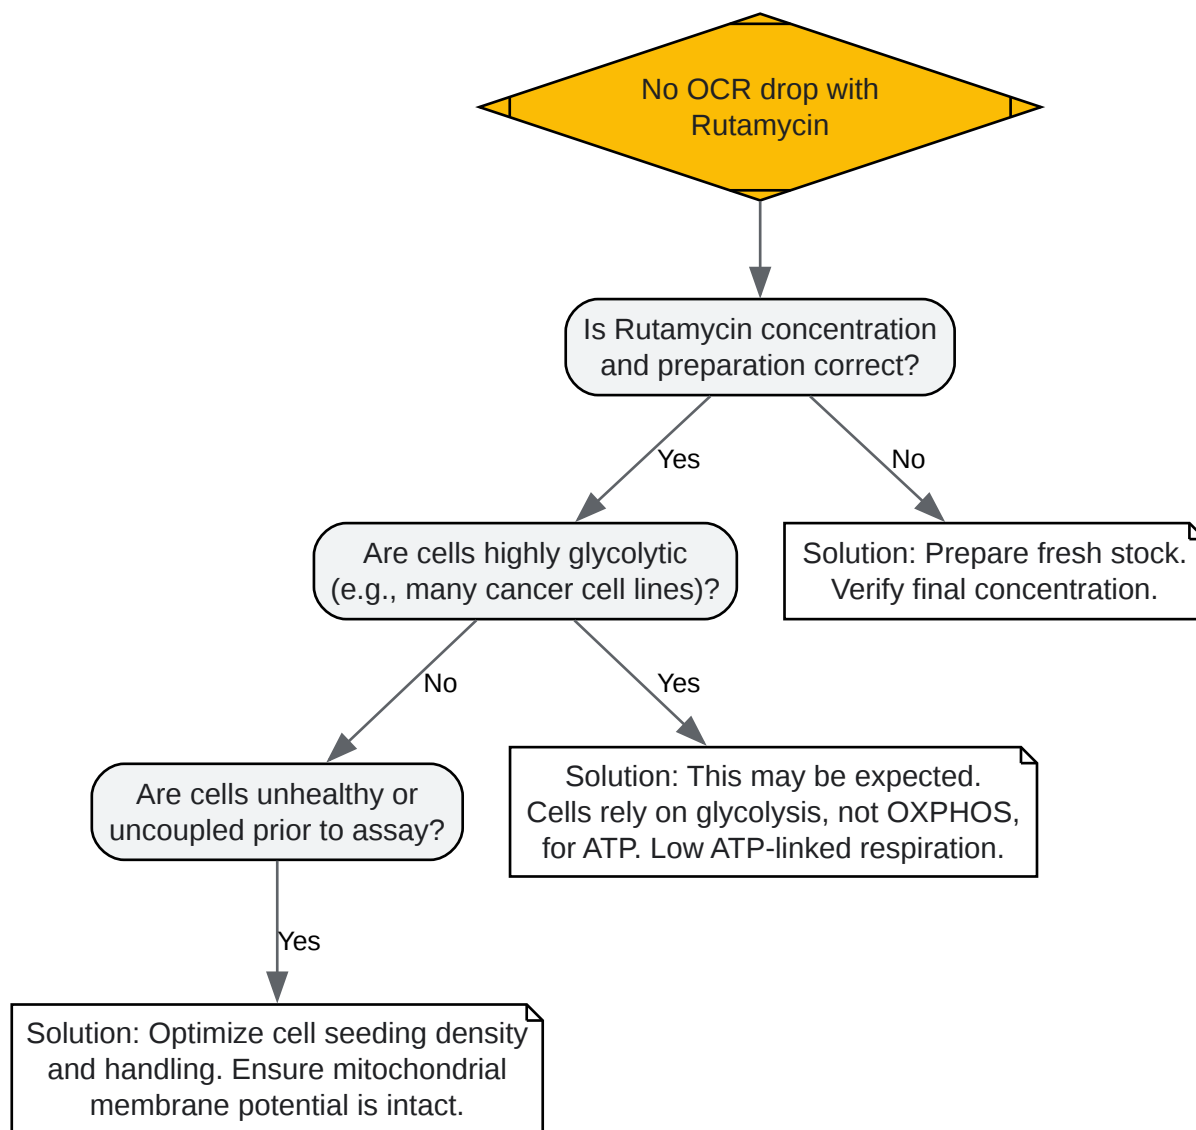 No OCR drop with
Rutamycin
Is Rutamycin concentration
and preparation correct?
Yes
No
Are cells highly glycolytic
(e.g., many cancer cell lines)?
Solution: Prepare fresh stock.
Verify final concentration.
No
Yes
Are cells unhealthy or
uncoupled prior to assay?
Solution: This may be expected.
Cells rely on glycolysis, not OXPHOS,
for ATP. Low ATP-linked respiration.
Yes
Solution: Optimize cell seeding density
and handling. Ensure mitochondrial
membrane potential is intact.